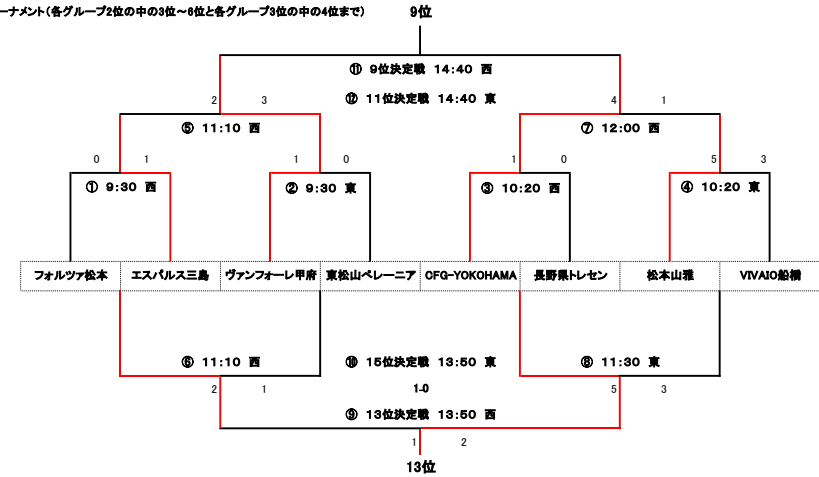 ーナメント(各グループ2位の中の3位～6位と各グループ3位の中の4位まで)
9位
⑪ 9位決定戦 14:40 西
2 3
⑫ 11位決定戦 14:40 東
4 1
⑤ 11:10 西
⑦ 12:00 西
0 1
1 0
1 0
5 3
① 9:30 西
② 9:30 東
③ 10:20 西
④ 10:20 東
フォルツァ松本 エスパルス三島 ヴァンフォーレ甲府 東松山ペレーニア CFG-YOKOHAMA 長野県トレセン 松本山雅 VIVAIO船橋
⑥ 11:10 西
⑩ 15位決定戦 13:50 東
⑧ 11:30 東
2 1
1-0
5 3
⑨ 13位決定戦 13:50 西
1 2
13位